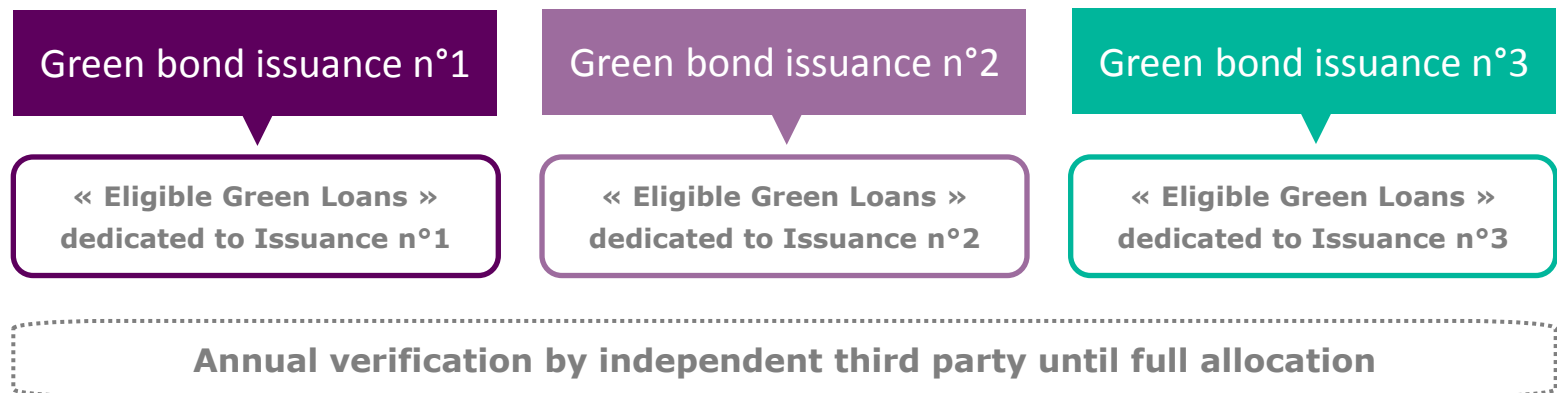 Green bond issuance n°1
Green bond issuance n°2
Green bond issuance n°3
« Eligible Green Loans »
dedicated to Issuance n°1
« Eligible Green Loans »
dedicated to Issuance n°2
« Eligible Green Loans »
dedicated to Issuance n°3
Annual verification by independent third party until full allocation